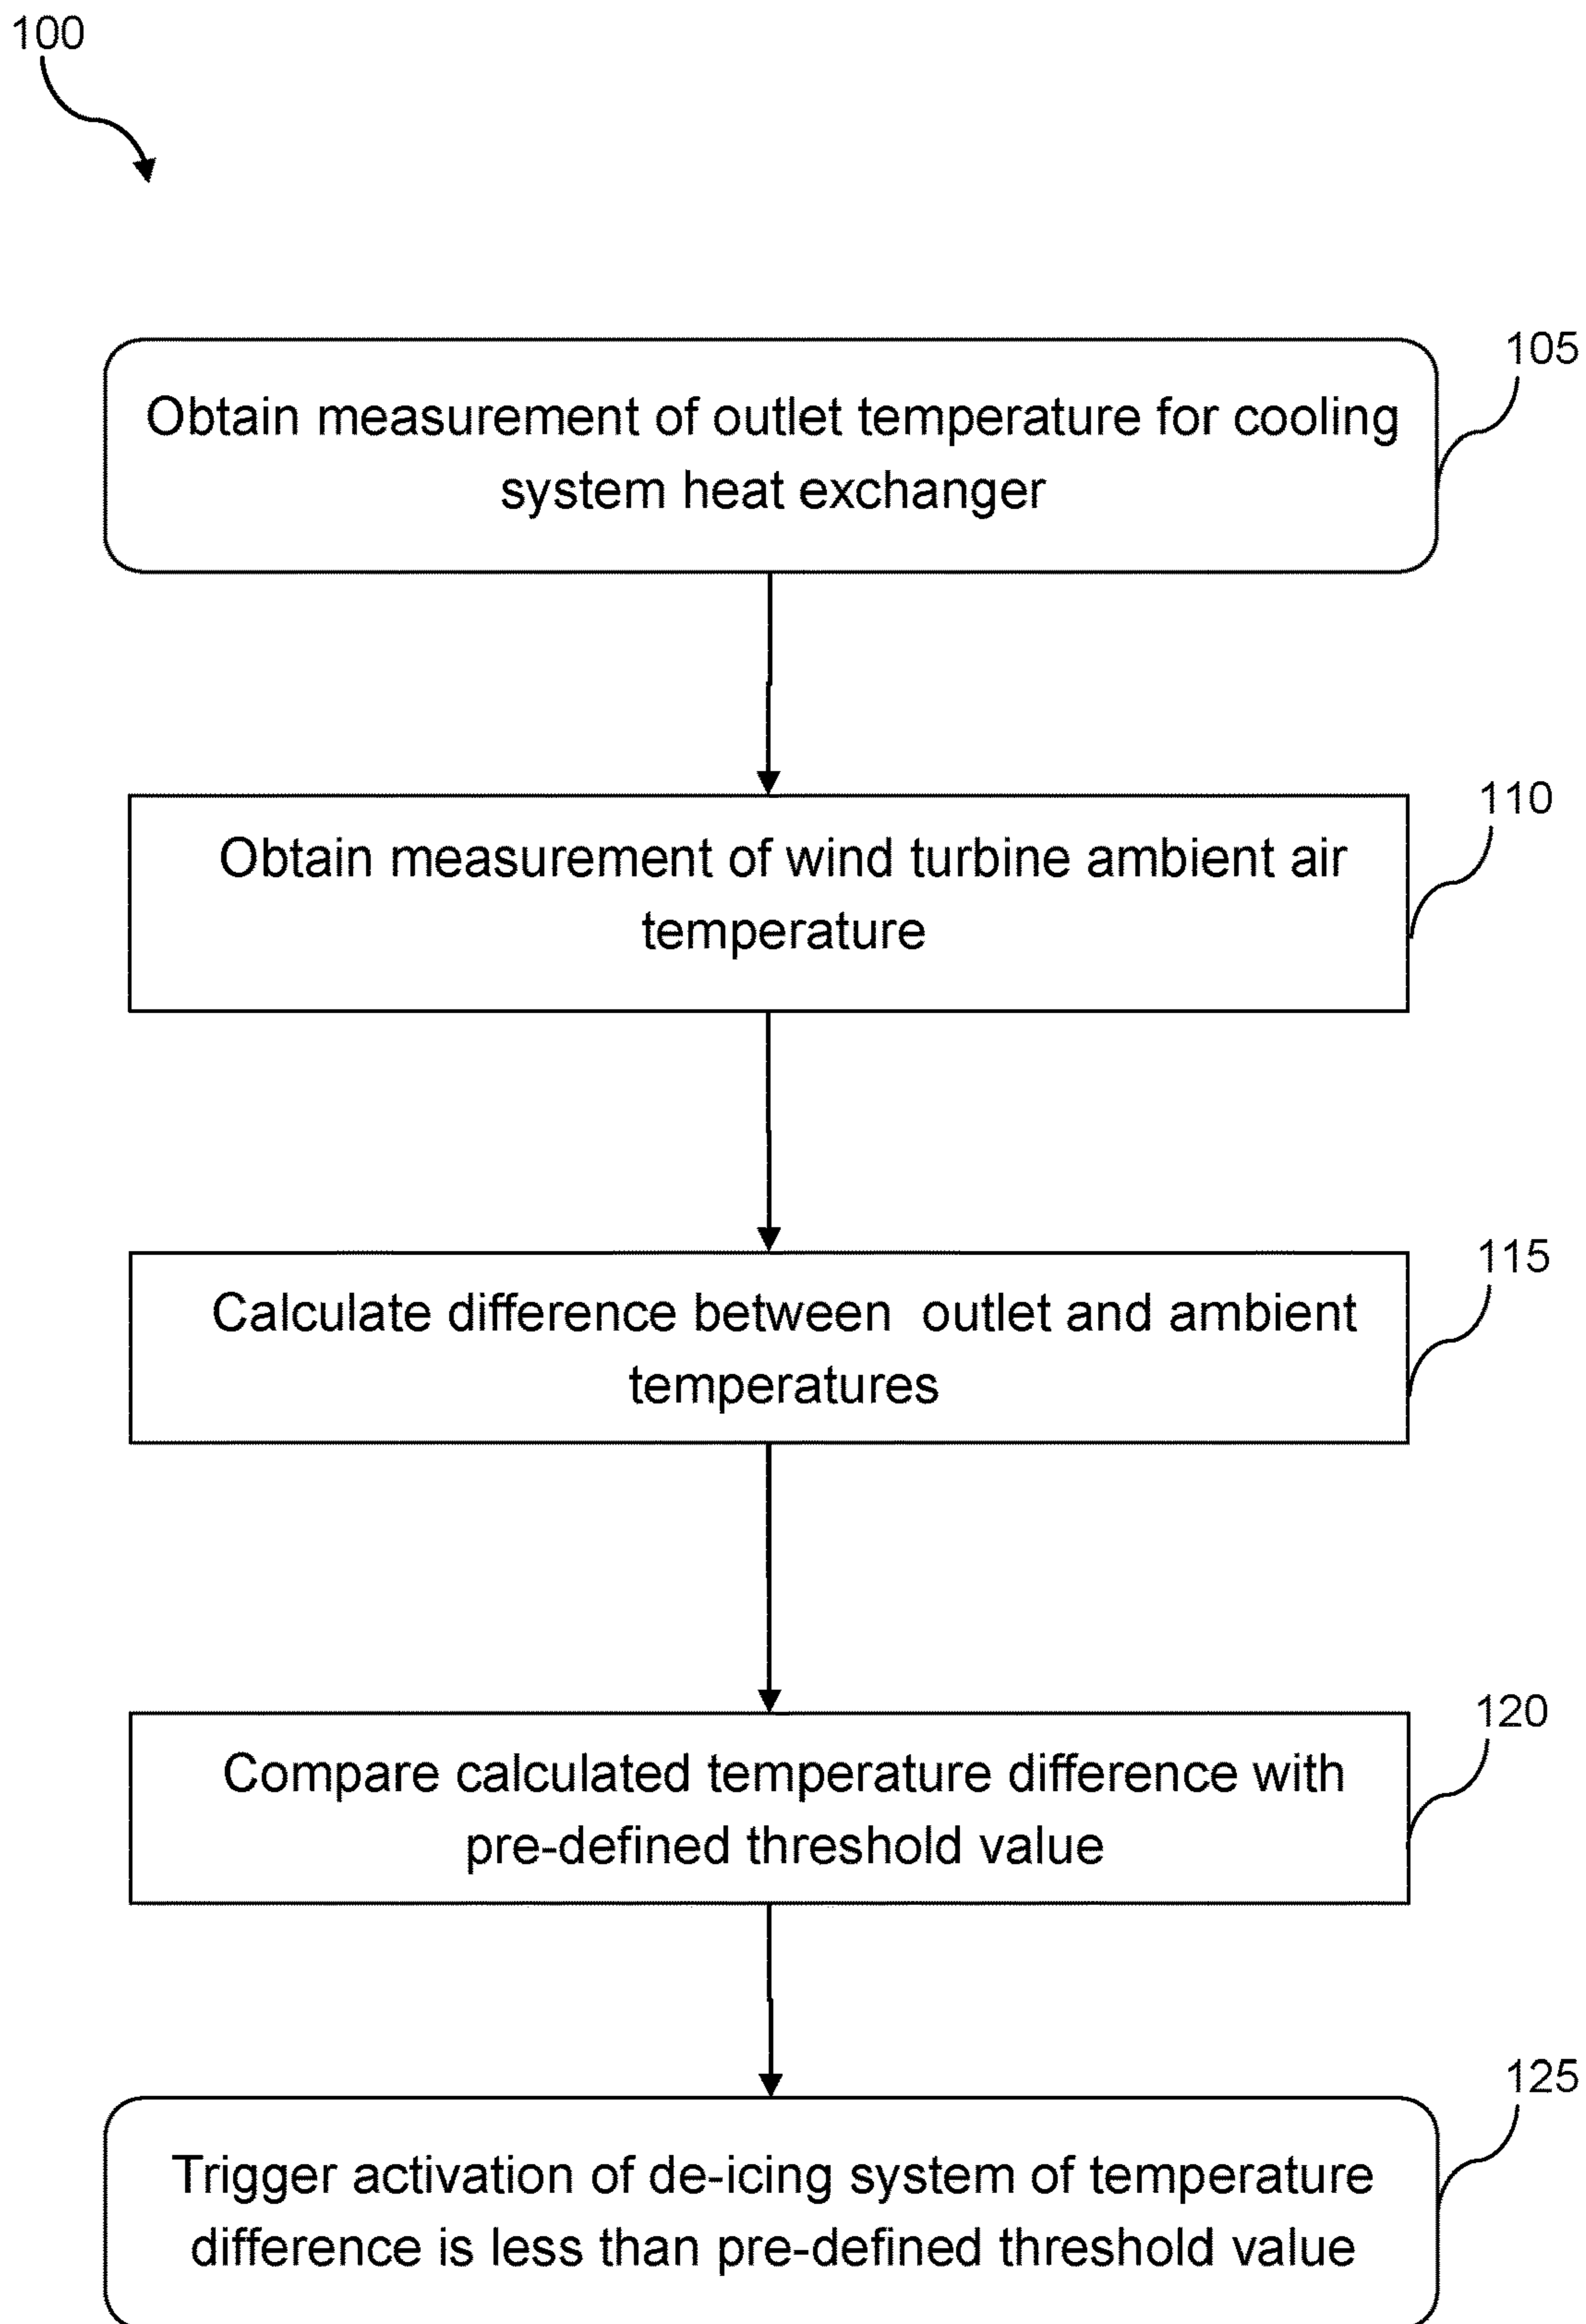 100
105
Obtain measurement of outlet temperature for cooling
system heat exchanger
110
Obtain measurement of wind turbine ambient air
temperature
115
Calculate difference between outlet and ambient
temperatures
120
Compare calculated temperature difference with
pre-defined threshold value
125
Trigger activation of de-icing system of temperature
difference is less than pre-defined threshold value